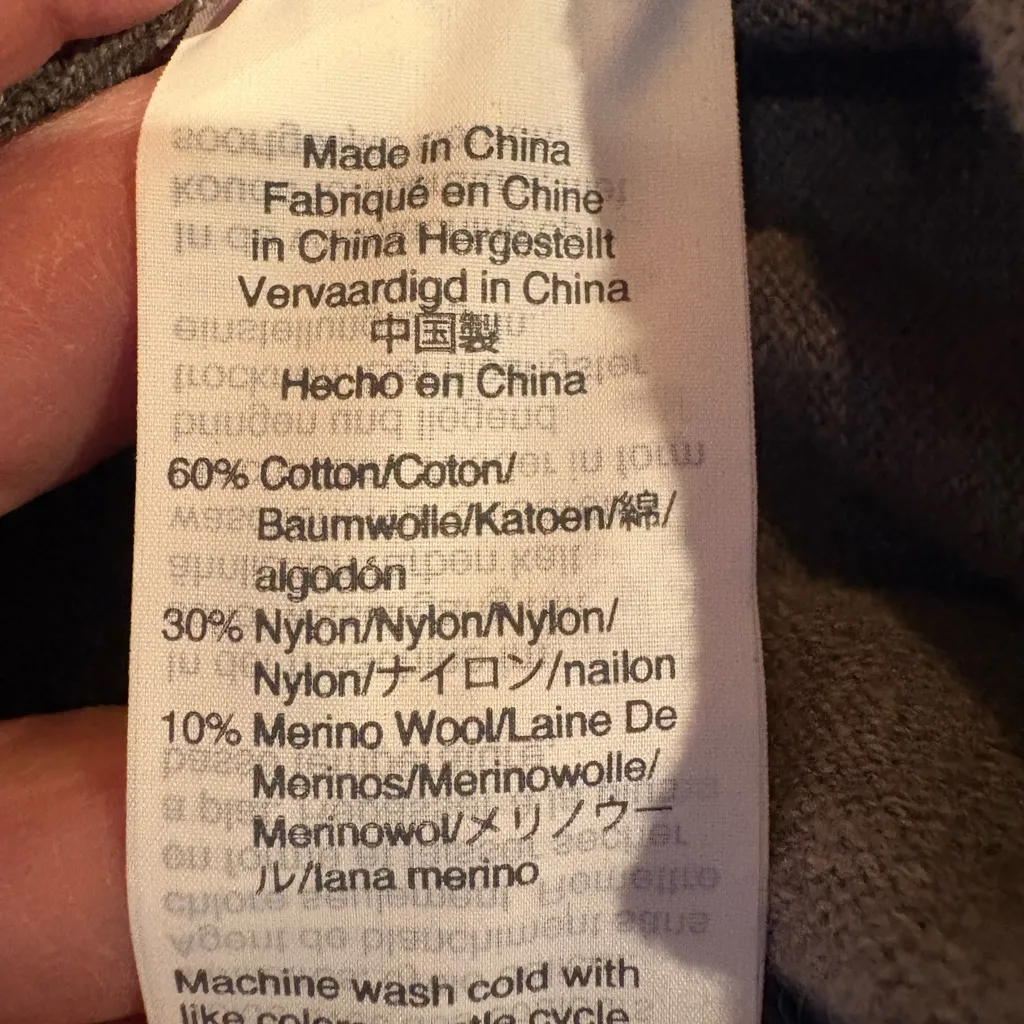 Made in China
Fabriqué en Chine
in China Hergestellt
Vervaardigd in China
中国製
Hecho en China
60% Cotton/Coton/
Baumwolle/Katoen/綿/
algodón
30% Nylon/Nylon/Nylon/
Nylon/ナイロン/nailon
10% Merino Wool/Laine De
Merinos/Merinowolle/
Merinowol/メリノウー
ル/lana merino
Machine wash cold with
like cycle